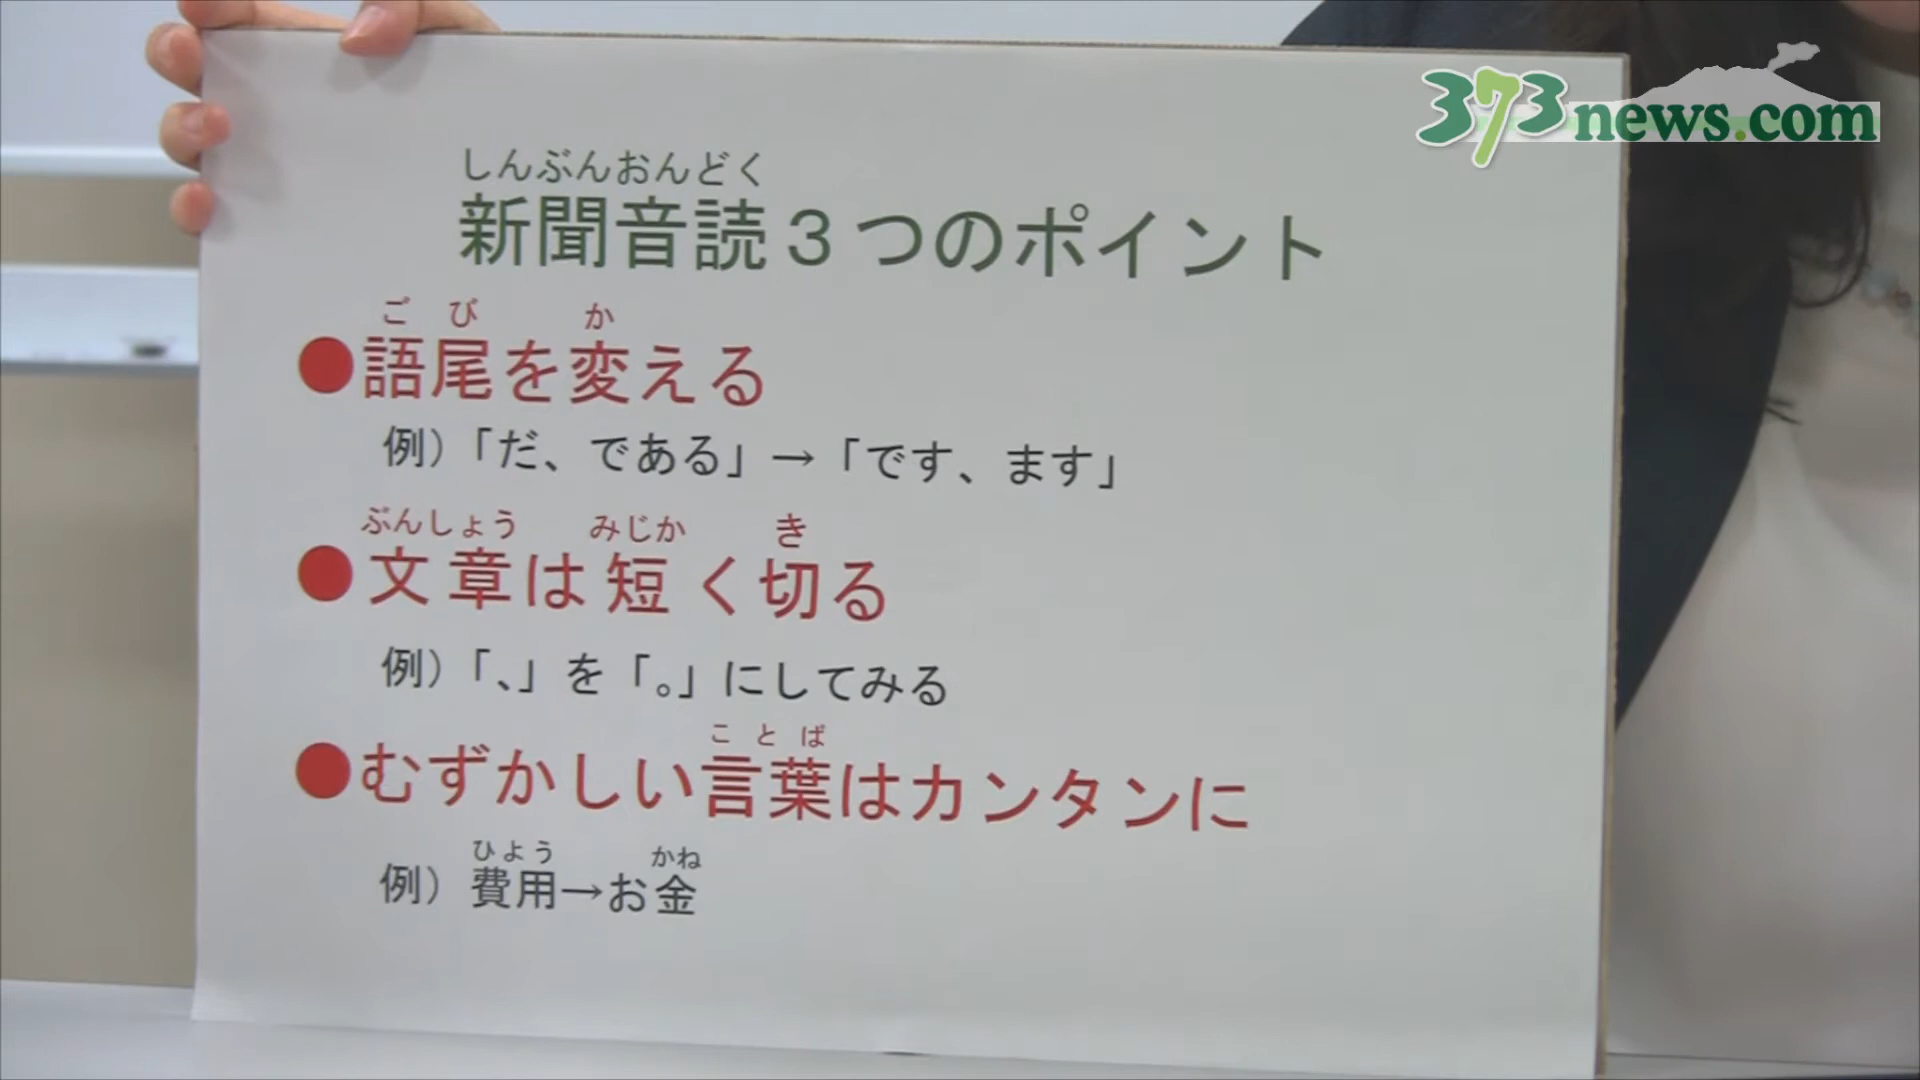 373news.com
しんぶんおんどく
新聞音読３つのポイント
ごび か
●語尾を変える
例）「だ、である」→「です、ます」
ぶんしょう みじか き
●文章は短く切る
例）「、」を「。」にしてみる
ことば
●むずかしい言葉はカンタンに
ひよう かね
例）費用→お金